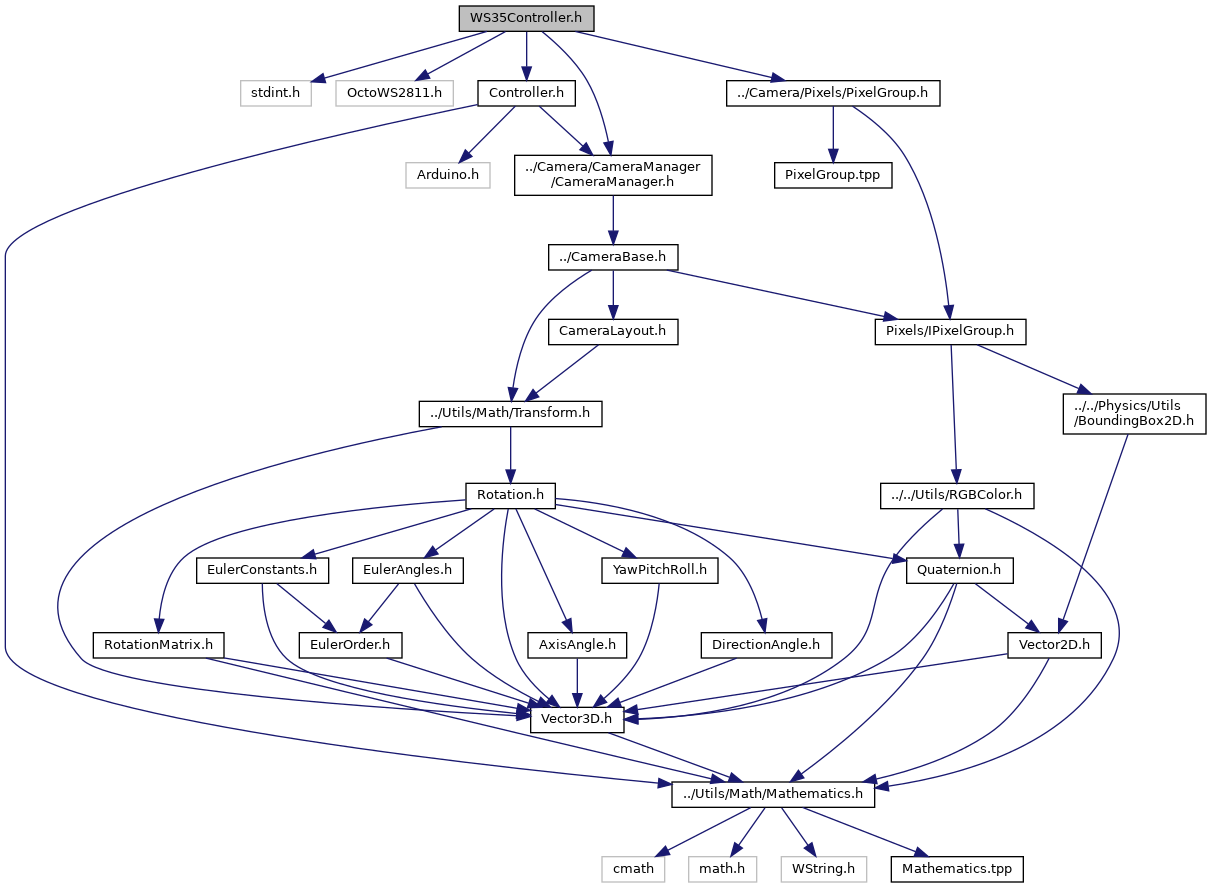 WS35Controller.h
stdint.h
OctoWS2811.h
Controller.h
../Camera/Pixels/PixelGroup.h
Arduino.h
../Camera/CameraManager
/CameraManager.h
PixelGroup.tpp
../CameraBase.h
CameraLayout.h
Pixels/IPixelGroup.h
../Utils/Math/Transform.h
../../Physics/Utils
/BoundingBox2D.h
Rotation.h
../../Utils/RGBColor.h
EulerConstants.h
EulerAngles.h
YawPitchRoll.h
Quaternion.h
RotationMatrix.h
EulerOrder.h
AxisAngle.h
DirectionAngle.h
Vector2D.h
Vector3D.h
../Utils/Math/Mathematics.h
cmath
math.h
WString.h
Mathematics.tpp